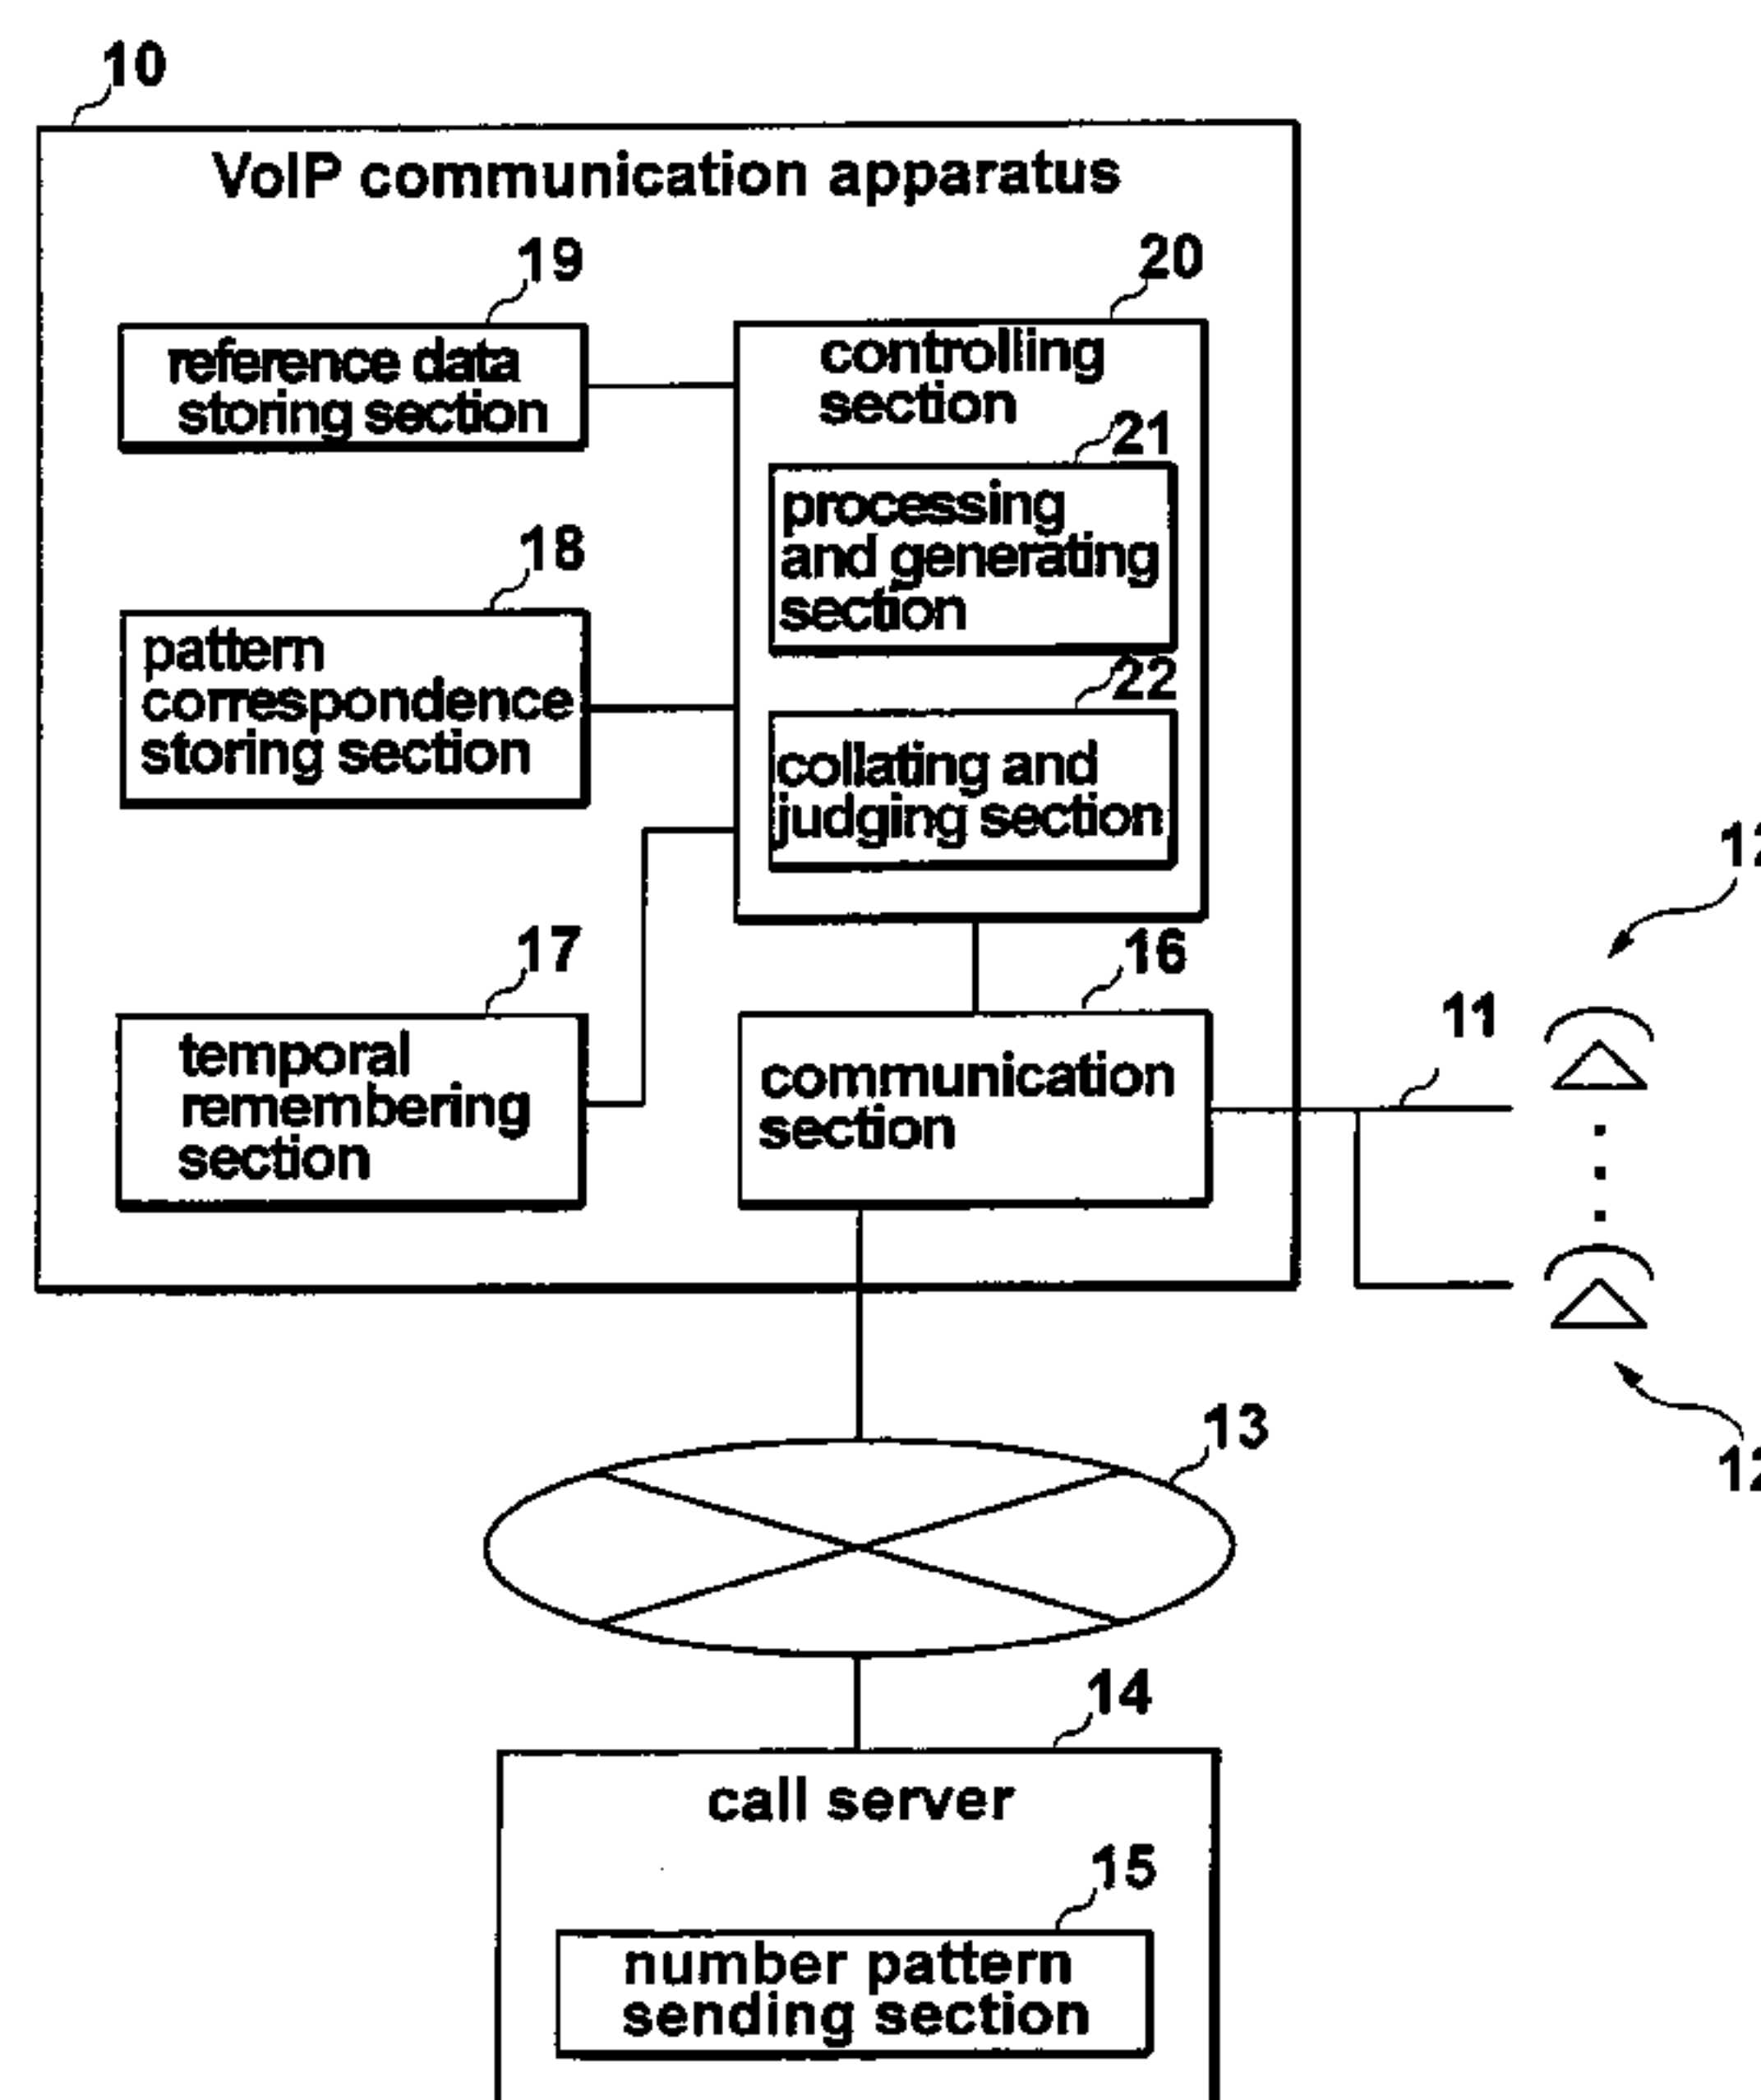 10
VoIP communication apparatus
19
20
reference data
storing section
controlling
section
21
processing
and generating
section
18
pattern
correspondence
storing section
22
collating and
judging section
12
17
16
11
temporal
remembering
section
communication
section
13
12
14
call server
15
number pattern
sending section